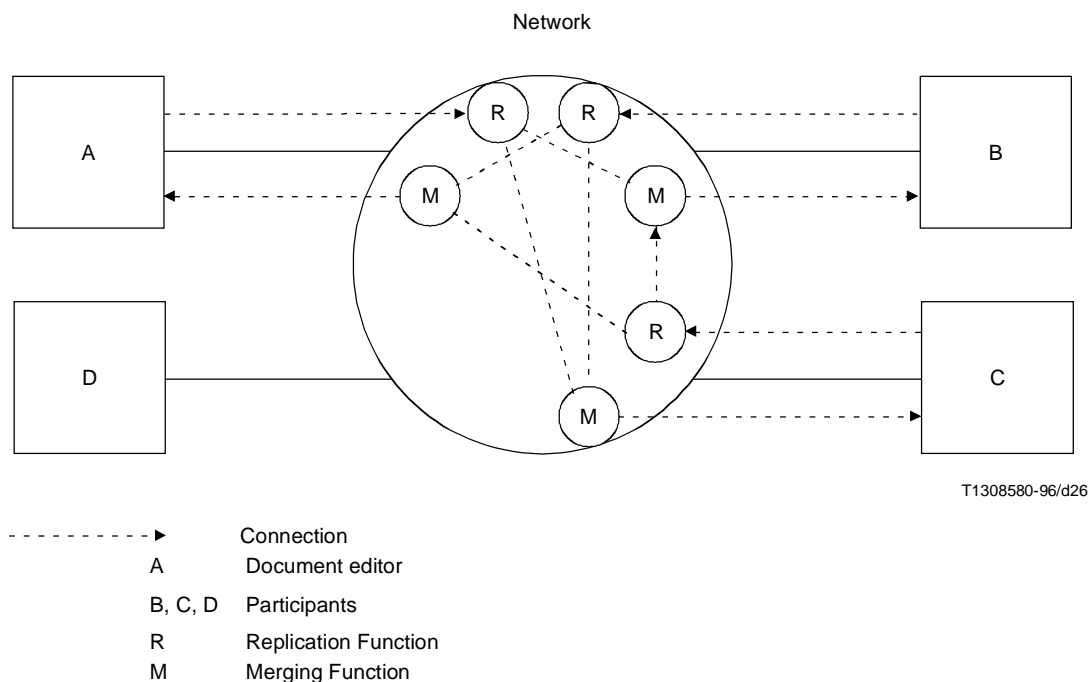 Network
R
R
A
B
M
M
R
D
C
M
T1308580-96/d26
Connection
A Document editor
B, C, D Participants
R Replication Function
M Merging Function